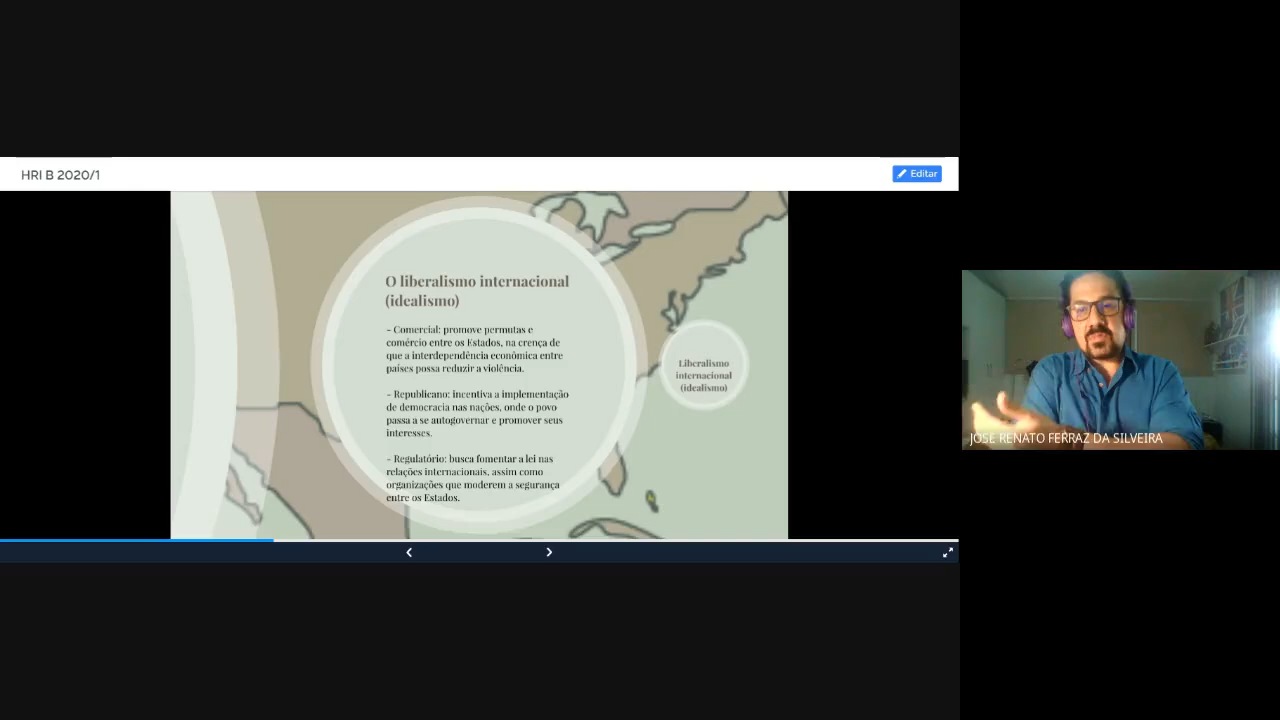 HRI B 2020/1
Editar
O liberalismo internacional
(idealismo)
- Comercial: promove permutas e
comércio entre os Estados, na crença de
que a interdependência econômica entre
países possa reduzir a violência.
- Republicano: incentiva a implementação
de democracia nas nações, onde o povo
passa a se autogovernar e promover seus
interesses.
- Regulatório: busca fomentar a lei nas
relações internacionais, assim como
organizações que moderem a segurança
entre os Estados.
Liberalismo
internacional
(idealismo)
JOSE RENATO FERRAZ DA SILVEIRA